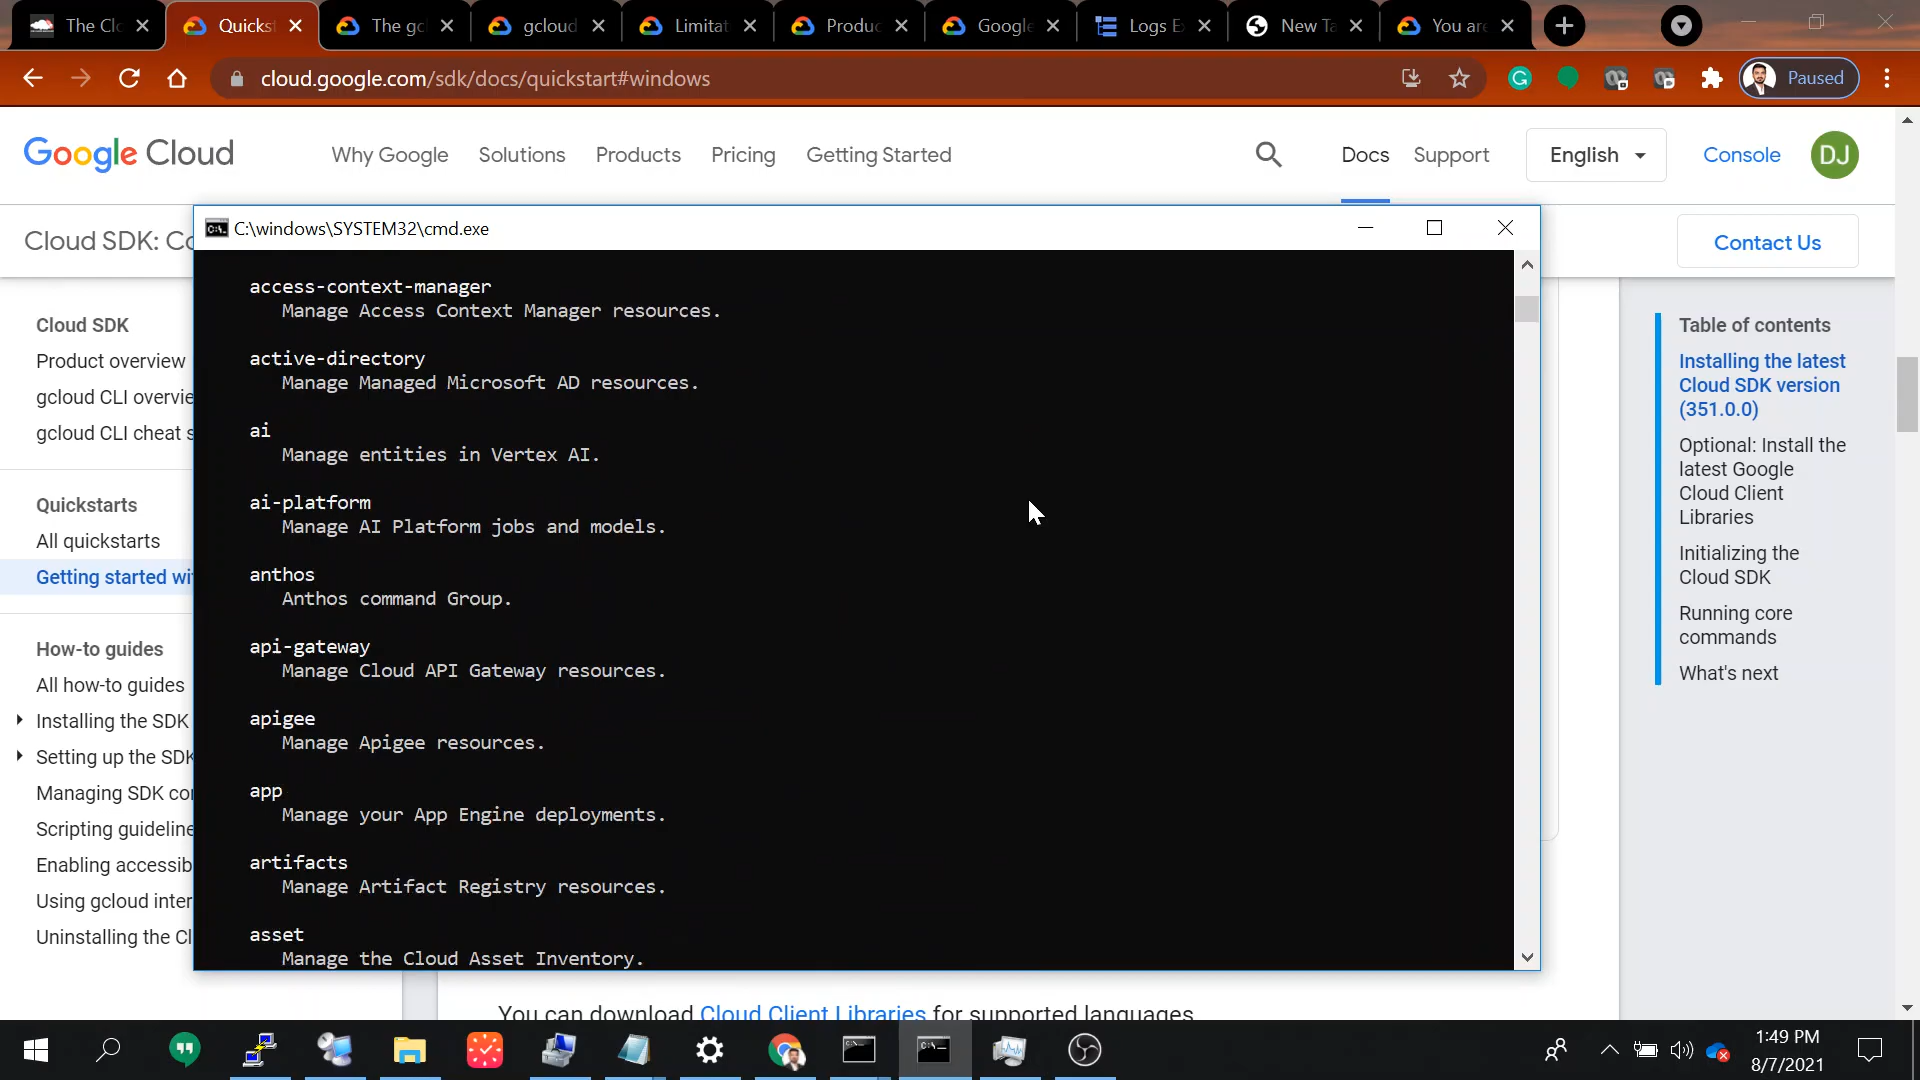 The Cl
Quicks
The gc
gcloud
Limitat
Produc
Google
Logs E
New Ta
You are
cloud.google.com/sdk/docs/quickstart#windows
Paused
Google Cloud
Why Google
Solutions
Products
Pricing
Getting Started
Docs
Support
English
Console
DJ
Cloud SDK: Co
Contact Us
C:\windows\SYSTEM32\cmd.exe
Cloud SDK
Product overview
gcloud CLI overvie
gcloud CLI cheat s
Quickstarts
All quickstarts
Getting started wi
How-to guides
All how-to guides
Installing the SDK
Setting up the SDK
Managing SDK co
Scripting guideline
Enabling accessib
Using gcloud inter
Uninstalling the Cl
access-context-manager
Manage Access Context Manager resources.
active-directory
Manage Managed Microsoft AD resources.
ai
Manage entities in Vertex AI.
ai-platform
Manage AI Platform jobs and models.
anthos
Anthos command Group.
api-gateway
Manage Cloud API Gateway resources.
apigee
Manage Apigee resources.
app
Manage your App Engine deployments.
artifacts
Manage Artifact Registry resources.
asset
Manage the Cloud Asset Inventory.
Table of contents
Installing the latest
Cloud SDK version
(351.0.0)
Optional: Install the
latest Google
Cloud Client
Libraries
Initializing the
Cloud SDK
Running core
commands
What's next
You can download Cloud Client Libraries for supported languages
1:49 PM
8/7/2021